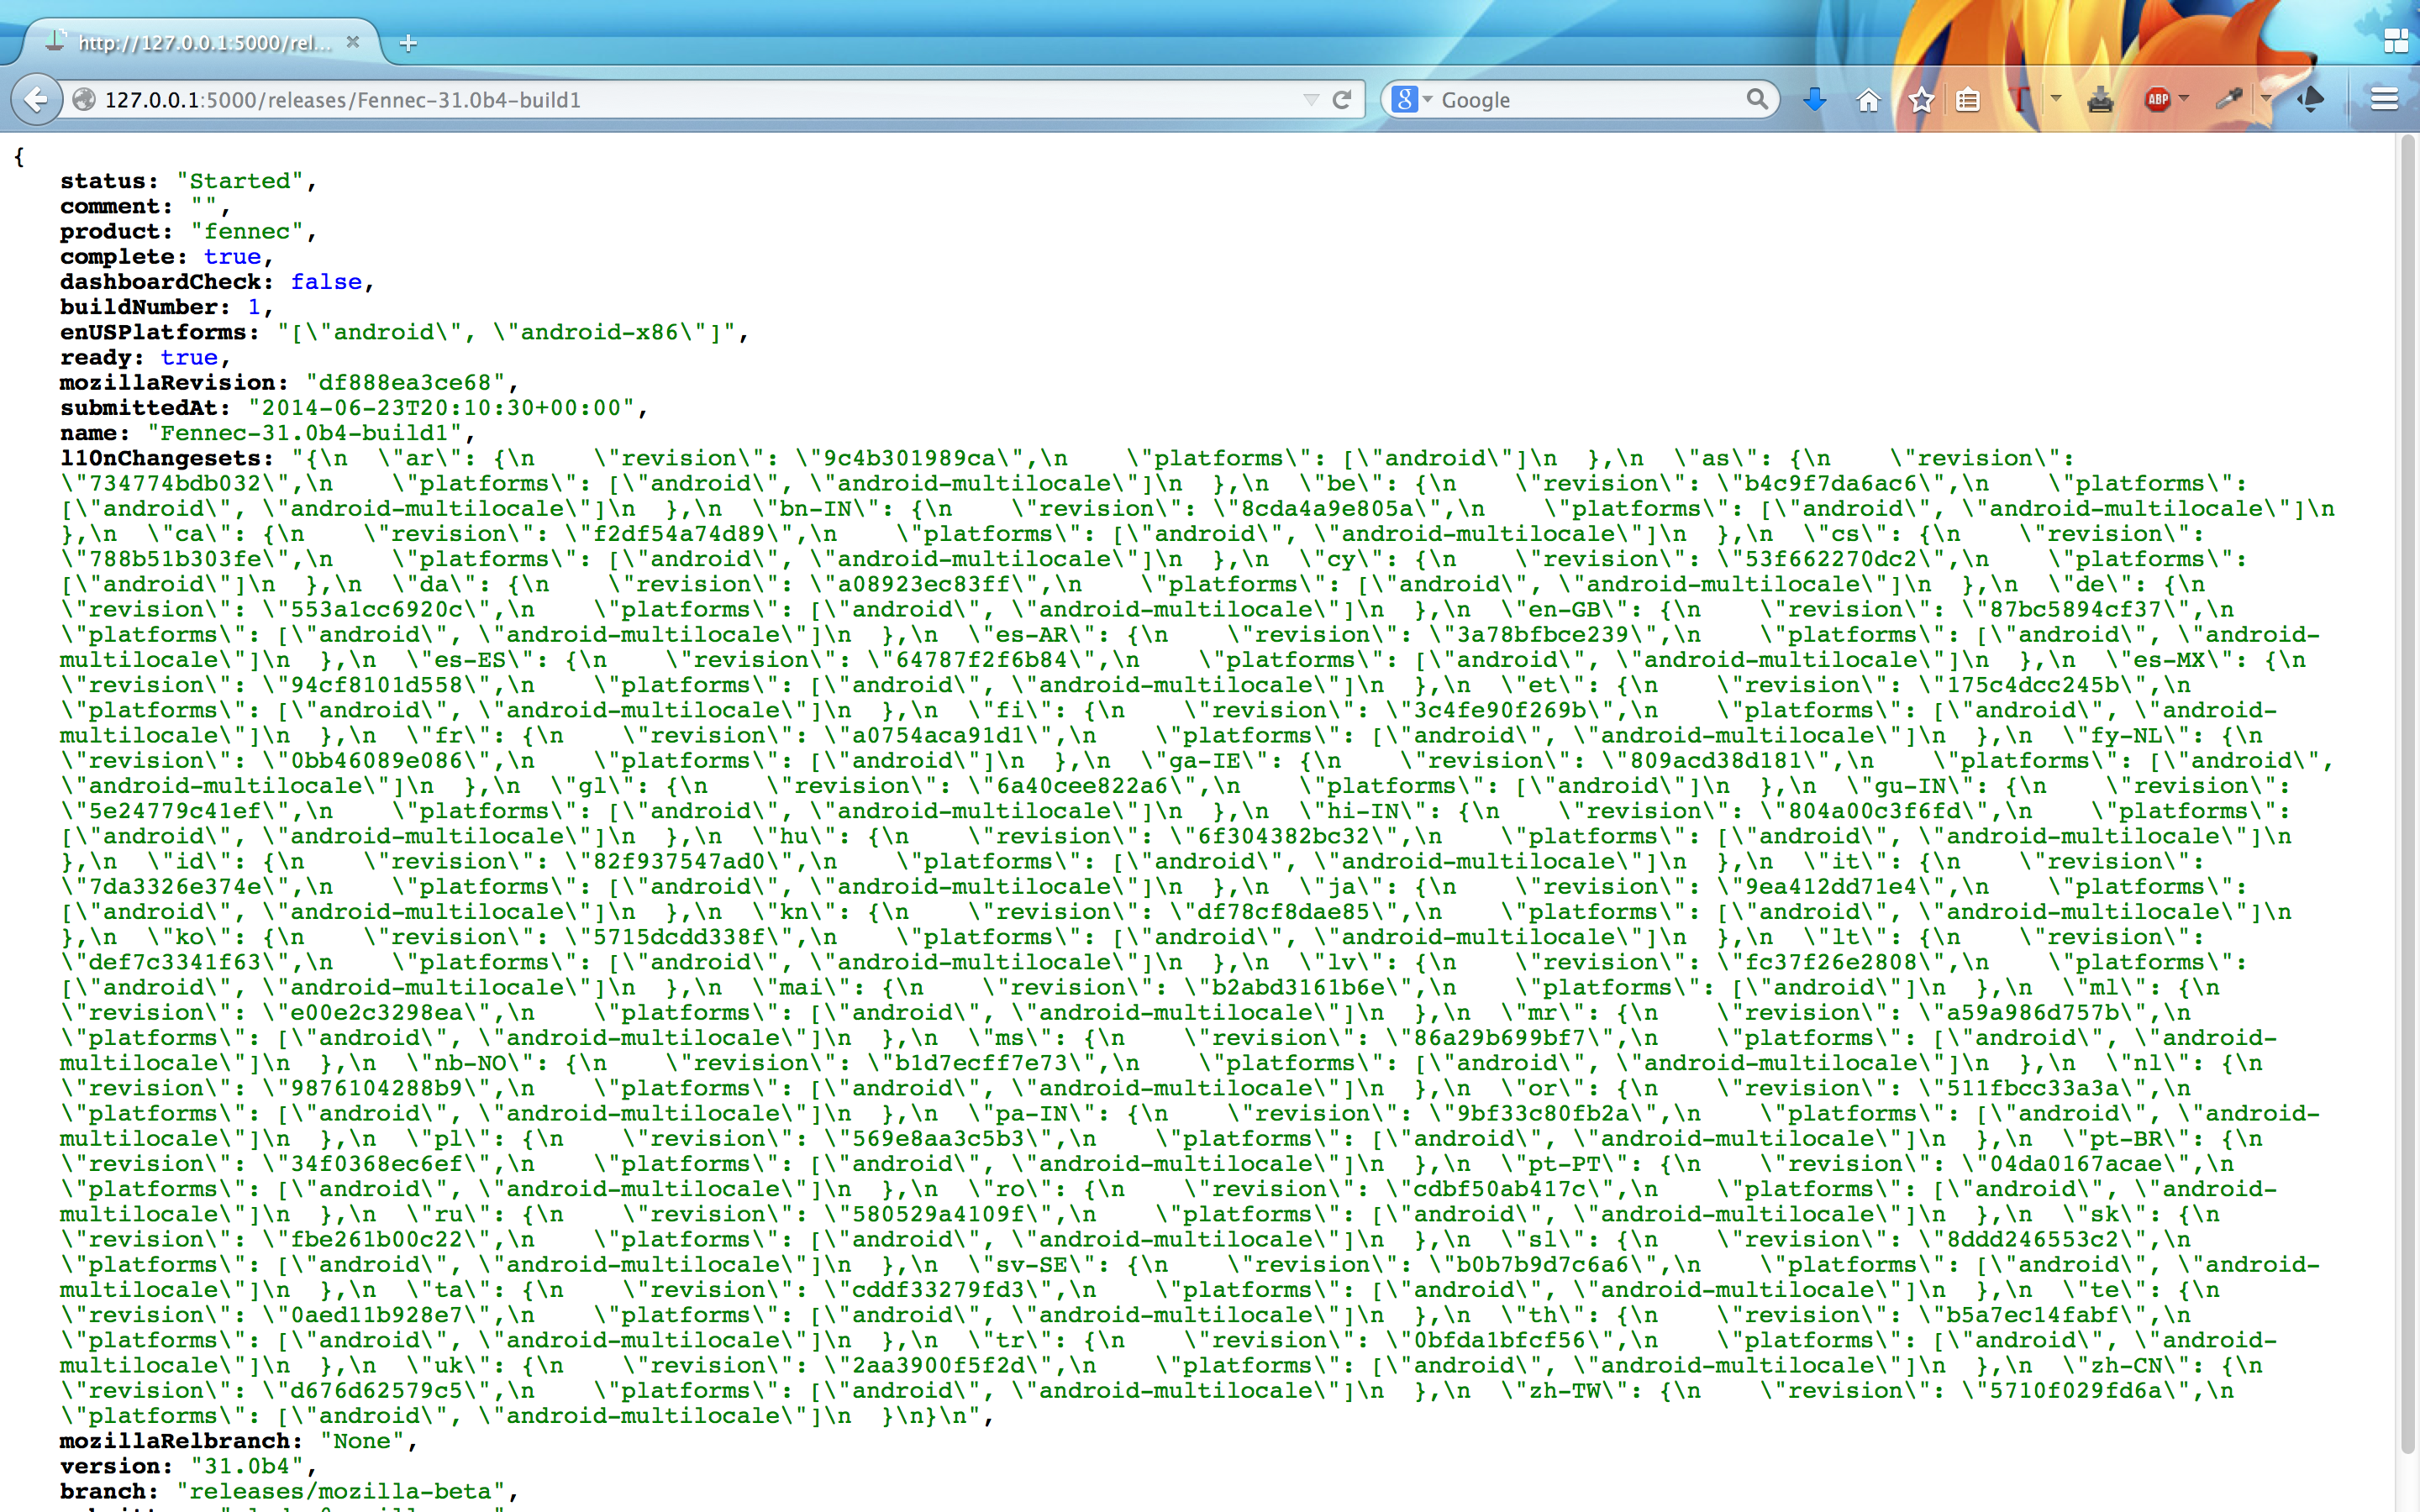 http://127.0.0.1:5000/rel...
127.0.0.1:5000/releases/Fennec-31.0b4-build1
Google
ABP
{
status: "Started",
comment: "",
product: "fennec",
complete: true,
dashboardCheck: false,
buildNumber: 1,
enUSPlatforms: "[\"android\", \"android-x86\"]",
ready: true,
mozillaRevision: "df888ea3ce68",
submittedAt: "2014-06-23T20:10:30+00:00",
name: "Fennec-31.0b4-build1",
l10nChangesets: "{\n  \"ar\": {\n    \"revision\": \"9c4b301989ca\",\n    \"platforms\": [\"android\"]\n  },\n  \"as\": {\n    \"revision\":
\"734774bdb032\",\n    \"platforms\": [\"android\", \"android-multilocale\"]\n  },\n  \"be\": {\n    \"revision\": \"b4c9f7da6ac6\",\n    \"platforms\":
[\"android\", \"android-multilocale\"]\n  },\n  \"bn-IN\": {\n    \"revision\": \"8cda4a9e805a\",\n    \"platforms\": [\"android\", \"android-multilocale\"]\n
},\n  \"ca\": {\n    \"revision\": \"f2df54a74d89\",\n    \"platforms\": [\"android\", \"android-multilocale\"]\n  },\n  \"cs\": {\n    \"revision\":
\"788b51b303fe\",\n    \"platforms\": [\"android\", \"android-multilocale\"]\n  },\n  \"cy\": {\n    \"revision\": \"53f662270dc2\",\n    \"platforms\":
[\"android\"]\n  },\n  \"da\": {\n    \"revision\": \"a08923ec83ff\",\n    \"platforms\": [\"android\", \"android-multilocale\"]\n  },\n  \"de\": {\n
\"revision\": \"553a1cc6920c\",\n    \"platforms\": [\"android\", \"android-multilocale\"]\n  },\n  \"en-GB\": {\n    \"revision\": \"87bc5894cf37\",\n
\"platforms\": [\"android\", \"android-multilocale\"]\n  },\n  \"es-AR\": {\n    \"revision\": \"3a78bfbce239\",\n    \"platforms\": [\"android\", \"android-
multilocale\"]\n  },\n  \"es-ES\": {\n    \"revision\": \"64787f2f6b84\",\n    \"platforms\": [\"android\", \"android-multilocale\"]\n  },\n  \"es-MX\": {\n
\"revision\": \"94cf8101d558\",\n    \"platforms\": [\"android\", \"android-multilocale\"]\n  },\n  \"et\": {\n    \"revision\": \"175c4dcc245b\",\n
\"platforms\": [\"android\", \"android-multilocale\"]\n  },\n  \"fi\": {\n    \"revision\": \"3c4fe90f269b\",\n    \"platforms\": [\"android\", \"android-
multilocale\"]\n  },\n  \"fr\": {\n    \"revision\": \"a0754aca91d1\",\n    \"platforms\": [\"android\", \"android-multilocale\"]\n  },\n  \"fy-NL\": {\n
\"revision\": \"0bb46089e086\",\n    \"platforms\": [\"android\"]\n  },\n  \"ga-IE\": {\n    \"revision\": \"809acd38d181\",\n    \"platforms\": [\"android\",
\"android-multilocale\"]\n  },\n  \"gl\": {\n    \"revision\": \"6a40cee822a6\",\n    \"platforms\": [\"android\"]\n  },\n  \"gu-IN\": {\n    \"revision\":
\"5e24779c41ef\",\n    \"platforms\": [\"android\", \"android-multilocale\"]\n  },\n  \"hi-IN\": {\n    \"revision\": \"804a00c3f6fd\",\n    \"platforms\":
[\"android\", \"android-multilocale\"]\n  },\n  \"hu\": {\n    \"revision\": \"6f304382bc32\",\n    \"platforms\": [\"android\", \"android-multilocale\"]\n
},\n  \"id\": {\n    \"revision\": \"82f937547ad0\",\n    \"platforms\": [\"android\", \"android-multilocale\"]\n  },\n  \"it\": {\n    \"revision\":
\"7da3326e374e\",\n    \"platforms\": [\"android\", \"android-multilocale\"]\n  },\n  \"ja\": {\n    \"revision\": \"9ea412dd71e4\",\n    \"platforms\":
[\"android\", \"android-multilocale\"]\n  },\n  \"kn\": {\n    \"revision\": \"df78cf8dae85\",\n    \"platforms\": [\"android\", \"android-multilocale\"]\n
},\n  \"ko\": {\n    \"revision\": \"5715dcdd338f\",\n    \"platforms\": [\"android\", \"android-multilocale\"]\n  },\n  \"lt\": {\n    \"revision\":
\"def7c3341f63\",\n    \"platforms\": [\"android\", \"android-multilocale\"]\n  },\n  \"lv\": {\n    \"revision\": \"fc37f26e2808\",\n    \"platforms\":
[\"android\", \"android-multilocale\"]\n  },\n  \"mai\": {\n    \"revision\": \"b2abd3161b6e\",\n    \"platforms\": [\"android\"]\n  },\n  \"ml\": {\n
\"revision\": \"e00e2c3298ea\",\n    \"platforms\": [\"android\", \"android-multilocale\"]\n  },\n  \"mr\": {\n    \"revision\": \"a59a986d757b\",\n
\"platforms\": [\"android\", \"android-multilocale\"]\n  },\n  \"ms\": {\n    \"revision\": \"86a29b699bf7\",\n    \"platforms\": [\"android\", \"android-
multilocale\"]\n  },\n  \"nb-NO\": {\n    \"revision\": \"b1d7ecff7e73\",\n    \"platforms\": [\"android\", \"android-multilocale\"]\n  },\n  \"nl\": {\n
\"revision\": \"9876104288b9\",\n    \"platforms\": [\"android\", \"android-multilocale\"]\n  },\n  \"or\": {\n    \"revision\": \"511fbcc33a3a\",\n
\"platforms\": [\"android\", \"android-multilocale\"]\n  },\n  \"pa-IN\": {\n    \"revision\": \"9bf33c80fb2a\",\n    \"platforms\": [\"android\", \"android-
multilocale\"]\n  },\n  \"pl\": {\n    \"revision\": \"569e8aa3c5b3\",\n    \"platforms\": [\"android\", \"android-multilocale\"]\n  },\n  \"pt-BR\": {\n
\"revision\": \"34f0368ec6ef\",\n    \"platforms\": [\"android\", \"android-multilocale\"]\n  },\n  \"pt-PT\": {\n    \"revision\": \"04da0167acae\",\n
\"platforms\": [\"android\", \"android-multilocale\"]\n  },\n  \"ro\": {\n    \"revision\": \"cdbf50ab417c\",\n    \"platforms\": [\"android\", \"android-
multilocale\"]\n  },\n  \"ru\": {\n    \"revision\": \"580529a4109f\",\n    \"platforms\": [\"android\", \"android-multilocale\"]\n  },\n  \"sk\": {\n
\"revision\": \"fbe261b00c22\",\n    \"platforms\": [\"android\", \"android-multilocale\"]\n  },\n  \"sl\": {\n    \"revision\": \"8ddd246553c2\",\n
\"platforms\": [\"android\", \"android-multilocale\"]\n  },\n  \"sv-SE\": {\n    \"revision\": \"b0b7b9d7c6a6\",\n    \"platforms\": [\"android\", \"android-
multilocale\"]\n  },\n  \"ta\": {\n    \"revision\": \"cddf33279fd3\",\n    \"platforms\": [\"android\", \"android-multilocale\"]\n  },\n  \"te\": {\n
\"revision\": \"0aed11b928e7\",\n    \"platforms\": [\"android\", \"android-multilocale\"]\n  },\n  \"th\": {\n    \"revision\": \"b5a7ec14fabf\",\n
\"platforms\": [\"android\", \"android-multilocale\"]\n  },\n  \"tr\": {\n    \"revision\": \"0bfda1bfcf56\",\n    \"platforms\": [\"android\", \"android-
multilocale\"]\n  },\n  \"uk\": {\n    \"revision\": \"2aa3900f5f2d\",\n    \"platforms\": [\"android\", \"android-multilocale\"]\n  },\n  \"zh-CN\": {\n
\"revision\": \"d676d62579c5\",\n    \"platforms\": [\"android\", \"android-multilocale\"]\n  },\n  \"zh-TW\": {\n    \"revision\": \"5710f029fd6a\",\n
\"platforms\": [\"android\", \"android-multilocale\"]\n  }\n}\n",
mozillaRelbranch: "None",
version: "31.0b4",
branch: "releases/mozilla-beta",